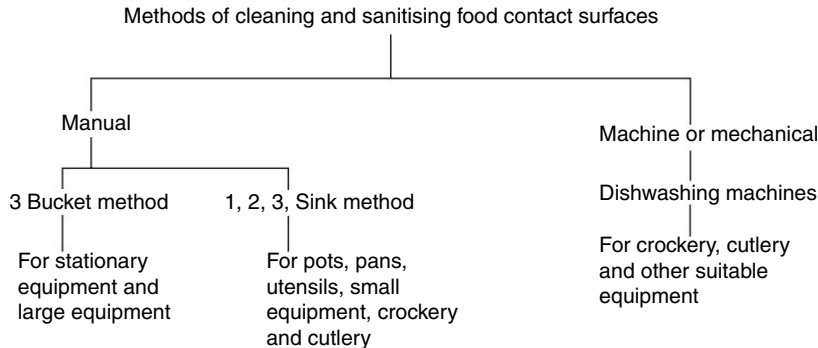 Methods of cleaning and sanitising food contact surfaces
Manual
Machine or mechanical
3 Bucket method
1, 2, 3, Sink method
Dishwashing machines
For stationary
equipment and
large equipment
For pots, pans,
utensils, small
equipment, crockery
and cutlery
For crockery, cutlery
and other suitable
equipment